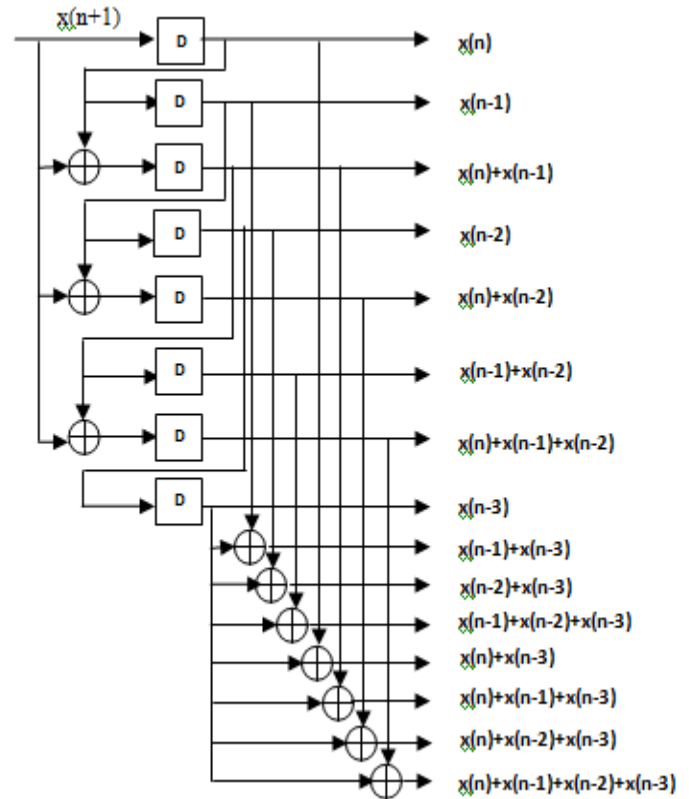 x(n+1)
D
x(n)
D
x(n-1)
D
x(n)+x(n-1)
D
x(n-2)
D
x(n)+x(n-2)
D
x(n-1)+x(n-2)
D
x(n)+x(n-1)+x(n-2)
D
x(n-3)
x(n-1)+x(n-3)
x(n-2)+x(n-3)
x(n-1)+x(n-2)+x(n-3)
x(n)+x(n-3)
x(n)+x(n-1)+x(n-3)
x(n)+x(n-2)+x(n-3)
x(n)+x(n-1)+x(n-2)+x(n-3)